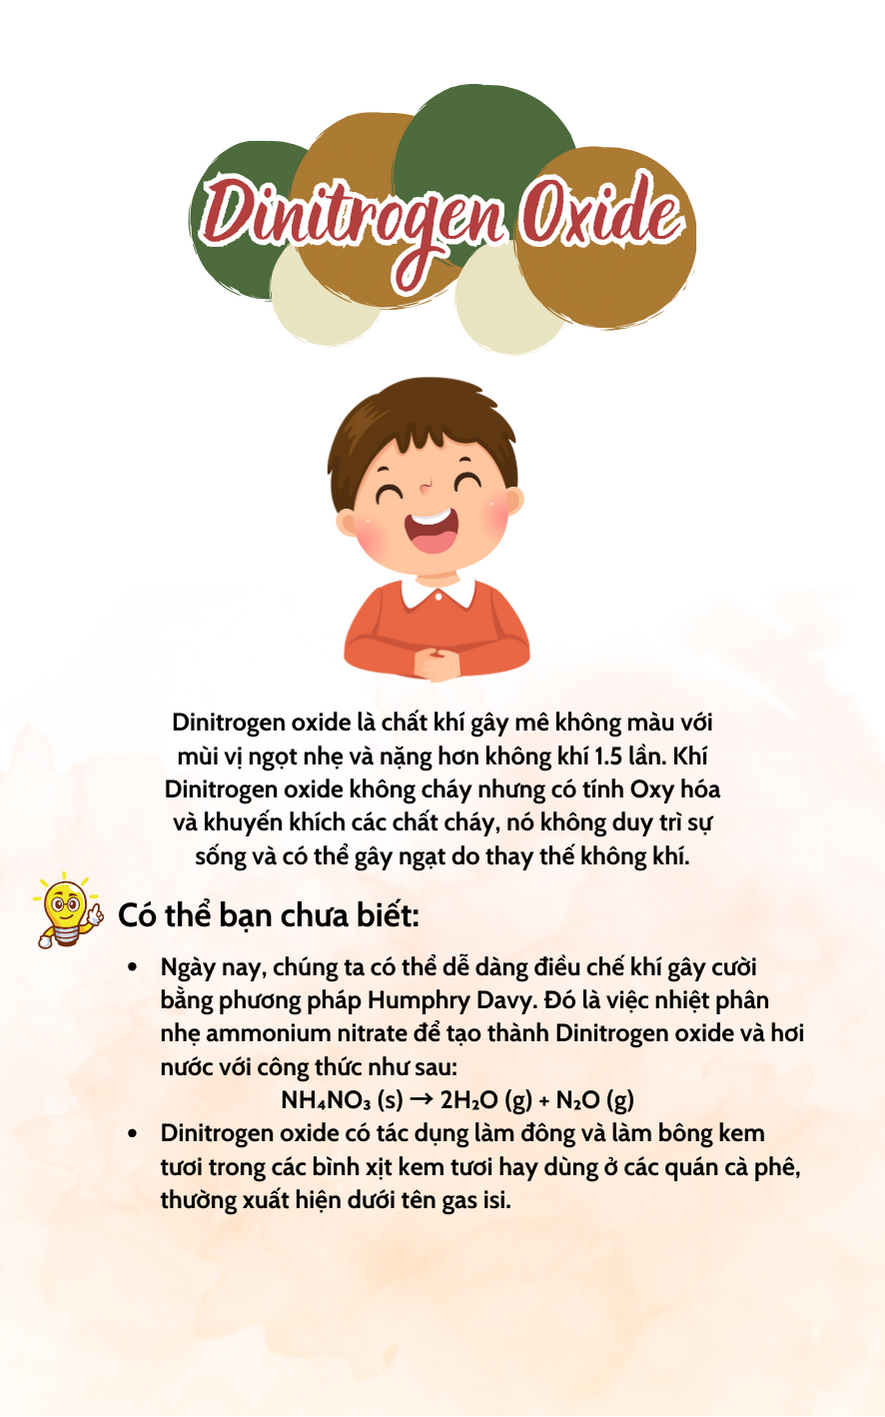 Dinitrogen Oxide
Dinitrogen oxide là chất khí gây mê không màu với
mùi vị ngọt nhẹ và nặng hơn không khí 1.5 lần. Khí
Dinitrogen oxide không cháy nhưng có tính Oxy hóa
và khuyến khích các chất cháy, nó không duy trì sự
sống và có thể gây ngạt do thay thế không khí.
Có thể bạn chưa biết:
• Ngày nay, chúng ta có thể dễ dàng điều chế khí gây cười
bằng phương pháp Humphry Davy. Đó là việc nhiệt phân
nhẹ ammonium nitrate để tạo thành Dinitrogen oxide và hơi
nước với công thức như sau:
NH₄NO₃ (s) → 2H₂O (g) + N₂O (g)
• Dinitrogen oxide có tác dụng làm đông và làm bông kem
tươi trong các bình xịt kem tươi hay dùng ở các quán cà phê,
thường xuất hiện dưới tên gas isi.